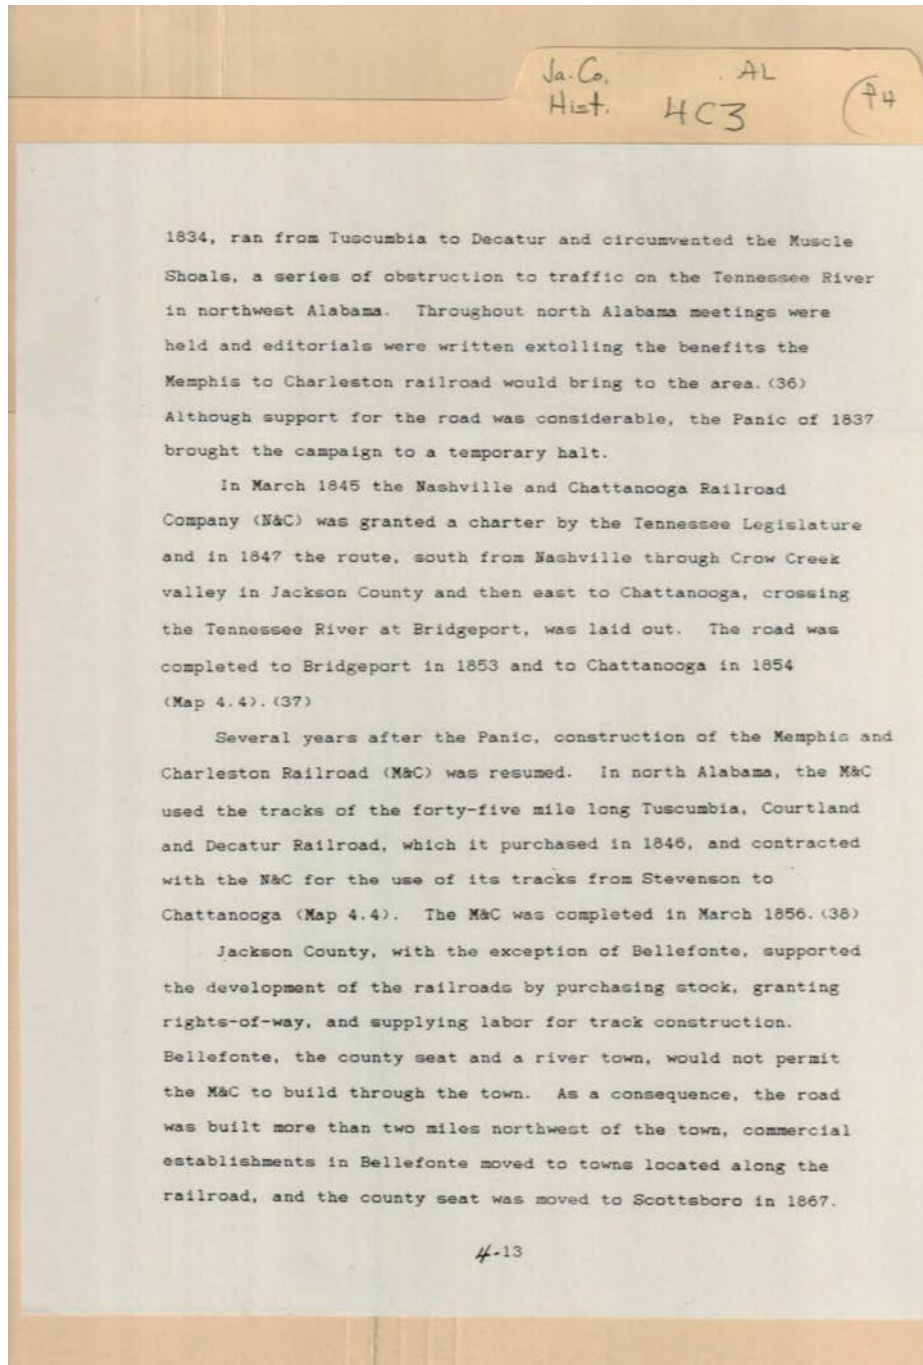 Ja. Co. AL
Hist. 4C3 P4
1834, ran from Tuscumbia to Decatur and circumvented the Muscle
Shoals, a series of obstruction to traffic on the Tennessee River
in northwest Alabama. Throughout north Alabama meetings were
held and editorials were written extolling the benefits the
Memphis to Charleston railroad would bring to the area.(36)
Although support for the road was considerable, the Panic of 1837
brought the campaign to a temporary halt.
In March 1845 the Nashville and Chattanooga Railroad
Company (N&C) was granted a charter by the Tennessee Legislature
and in 1847 the route, south from Nashville through Crow Creek
valley in Jackson County and then east to Chattanooga, crossing
the Tennessee River at Bridgeport, was laid out. The road was
completed to Bridgeport in 1853 and to Chattanooga in 1854
(Map 4.4).(37)
Several years after the Panic, construction of the Memphis and
Charleston Railroad (M&C) was resumed. In north Alabama, the M&C
used the tracks of the forty-five mile long Tuscumbia, Courtland
and Decatur Railroad, which it purchased in 1846, and contracted
with the N&C for the use of its tracks from Stevenson to
Chattanooga (Map 4.4). The M&C was completed in March 1856.(38)
Jackson County, with the exception of Bellefonte, supported
the development of the railroads by purchasing stock, granting
rights-of-way, and supplying labor for track construction.
Bellefonte, the county seat and a river town, would not permit
the M&C to build through the town. As a consequence, the road
was built more than two miles northwest of the town, commercial
establishments in Bellefonte moved to towns located along the
railroad, and the county seat was moved to Scottsboro in 1867.
4-13